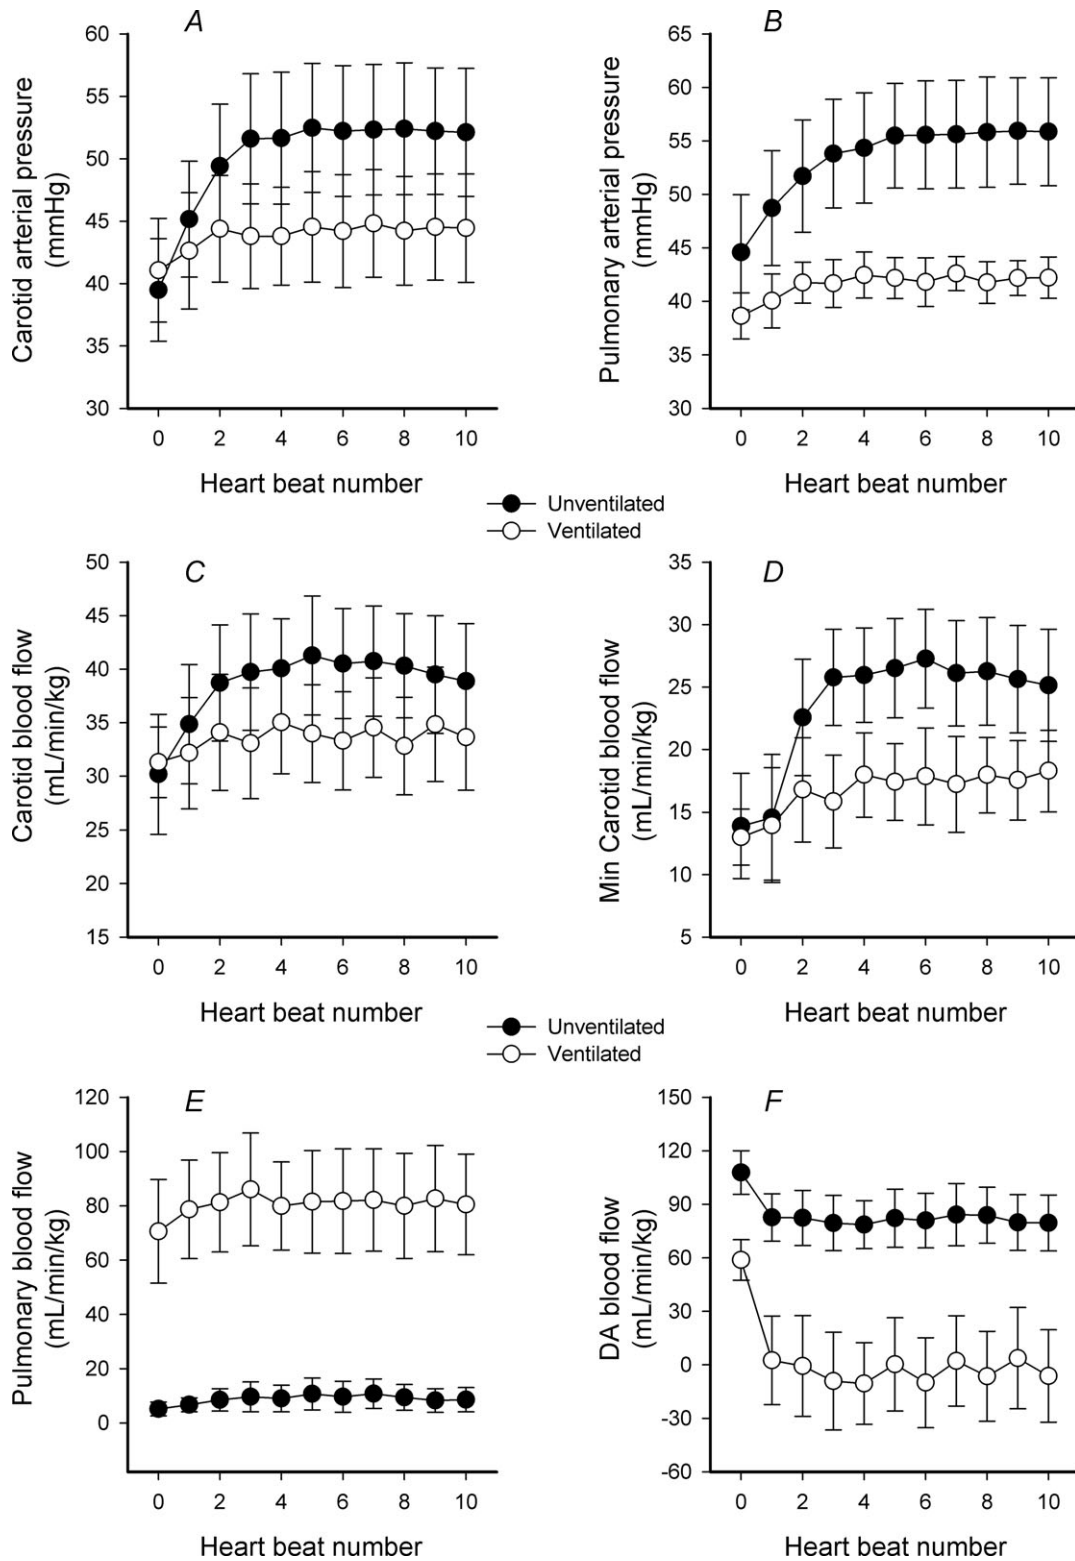 A
Carotid arterial pressure
(mmHg)
60
55
50
45
40
35
30
0 2 4 6 8 10
Heart beat number
B
Pulmonary arterial pressure
(mmHg)
65
60
55
50
45
40
35
30
0 2 4 6 8 10
Heart beat number
Unventilated
Ventilated
C
Carotid blood flow
(mL/min/kg)
50
45
40
35
30
25
20
15
0 2 4 6 8 10
Heart beat number
D
Min Carotid blood flow
(mL/min/kg)
35
30
25
20
15
10
5
0 2 4 6 8 10
Heart beat number
Unventilated
Ventilated
E
Pulmonary blood flow
(mL/min/kg)
120
100
80
60
40
20
0
0 2 4 6 8 10
Heart beat number
F
DA blood flow
(mL/min/kg)
150
120
90
60
30
0
-30
-60
0 2 4 6 8 10
Heart beat number